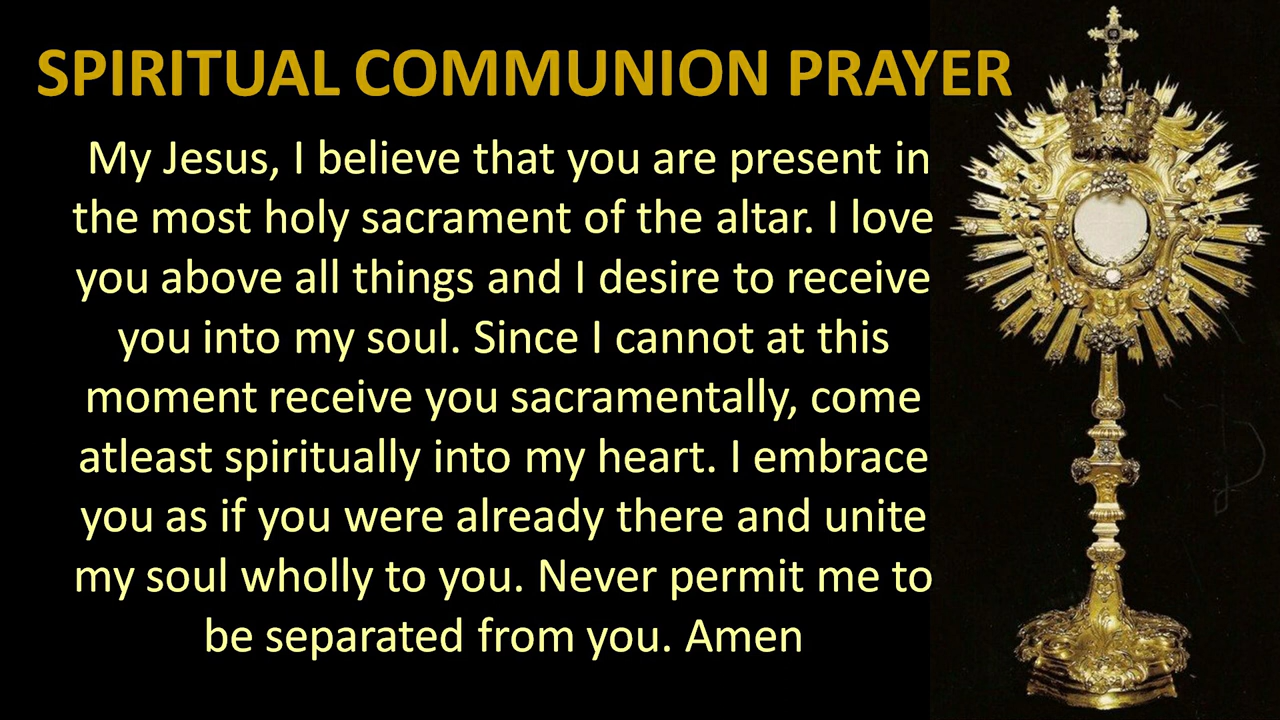 SPIRITUAL COMMUNION PRAYER
My Jesus, I believe that you are present in
the most holy sacrament of the altar. I love
you above all things and I desire to receive
you into my soul. Since I cannot at this
moment receive you sacramentally, come
atleast spiritually into my heart. I embrace
you as if you were already there and unite
my soul wholly to you. Never permit me to
be separated from you. Amen